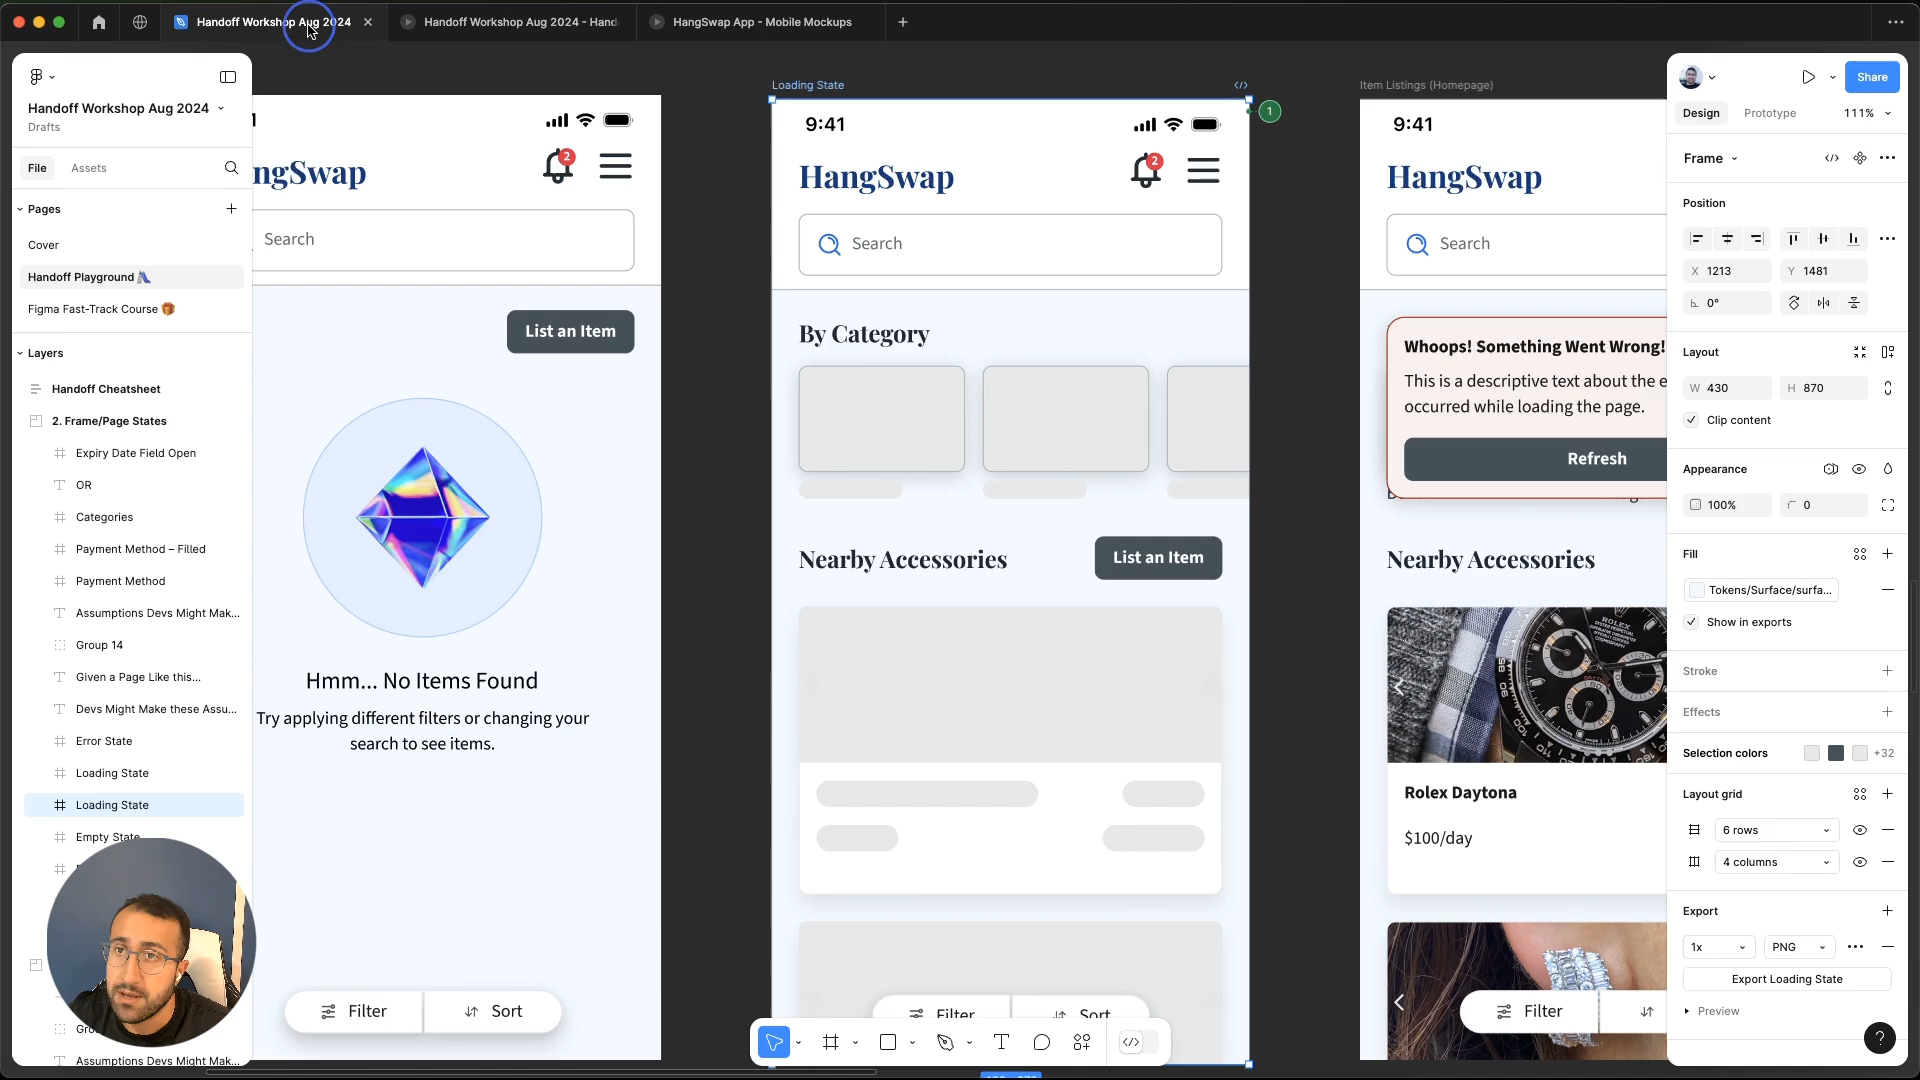 Handoff Workshop Aug 2024
Handoff Workshop Aug 2024 - Hand
HangSwap App - Mobile Mockups
Handoff Workshop Aug 2024
Drafts
File
Assets
Pages
Cover
Handoff Playground
Figma Fast-Track Course
Layers
Handoff Cheatsheet
2. Frame/Page States
Expiry Date Field Open
OR
Categories
Payment Method – Filled
Payment Method
Assumptions Devs Might Mak...
Group 14
Given a Page Like this...
Devs Might Make these Assu...
Error State
Loading State
Loading State
Empty State
Assumptions Devs Might Mak...
2
ngSwap
Search
List an Item
Hmm... No Items Found
Try applying different filters or changing your
search to see items.
Filter
Sort
Loading State
1
9:41
2
HangSwap
Search
By Category
Nearby Accessories
List an Item
Filter
Sort
Item Listings (Homepage)
9:41
HangSwap
Search
Whoops! Something Went Wrong!
This is a descriptive text about the e
occurred while loading the page.
Refresh
Nearby Accessories
ROLEX
Rolex Daytona
$100/day
Filter
Share
Design
Prototype
111%
Frame
Position
X 1213
Y 1481
0°
Layout
W 430
H 870
Clip content
Appearance
100%
0
Fill
Tokens/Surface/surfa...
Show in exports
Stroke
Effects
Selection colors
+32
Layout grid
6 rows
4 columns
Export
1x
PNG
Export Loading State
Preview
?